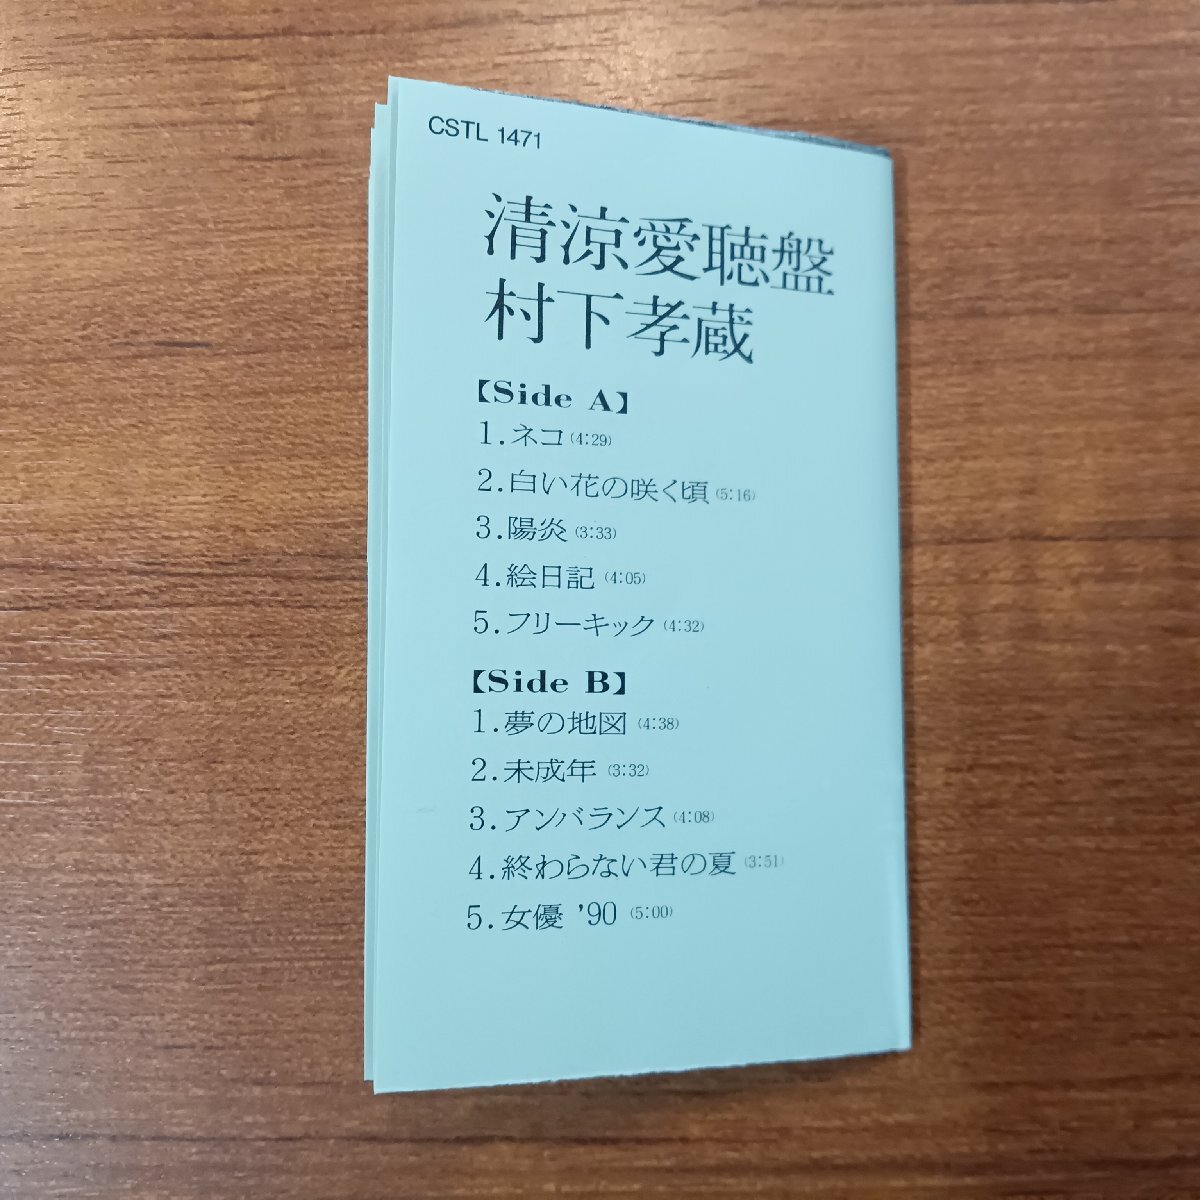 CSTL 1471
清涼愛聴盤
村下孝蔵
【Side A】
1.ネコ(4:29)
2.白い花の咲く頃(5:16)
3.陽炎(3:33)
4.絵日記(4:05)
5.フリーキック(4:32)
【Side B】
1.夢の地図(4:38)
2.未成年(3:32)
3.アンバランス(4:08)
4.終わらない君の夏(3:51)
5.女優 '90(5:00)